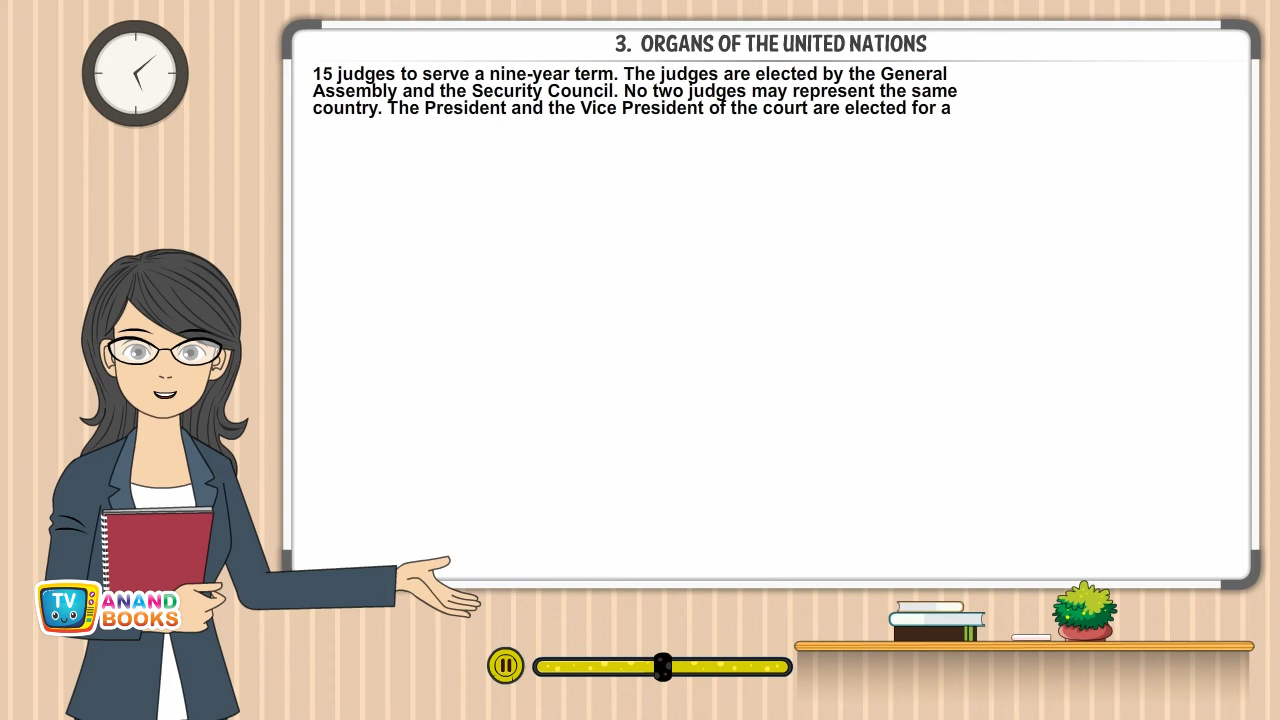 3. ORGANS OF THE UNITED NATIONS
15 judges to serve a nine-year term. The judges are elected by the General
Assembly and the Security Council. No two judges may represent the same
country. The President and the Vice President of the court are elected for a
TV
ANAND
BOOKS